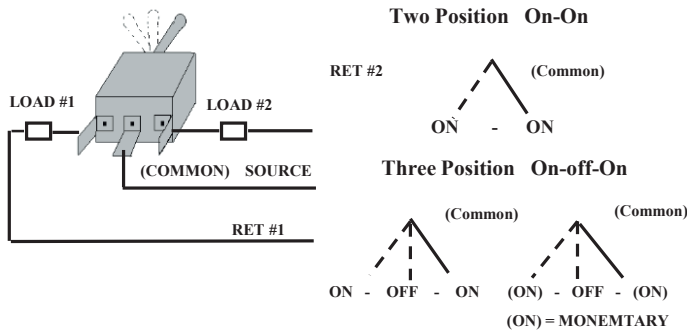 Two Position On-On
RET #2
(Common)
LOAD #1
LOAD #2
OǸ - ON
(COMMON) SOURCE
Three Position On-off-On
RET #1
(Common)
(Common)
ON - OFF - ON
(ON) - OFF - (ON)
(ON) = MONEMTARY